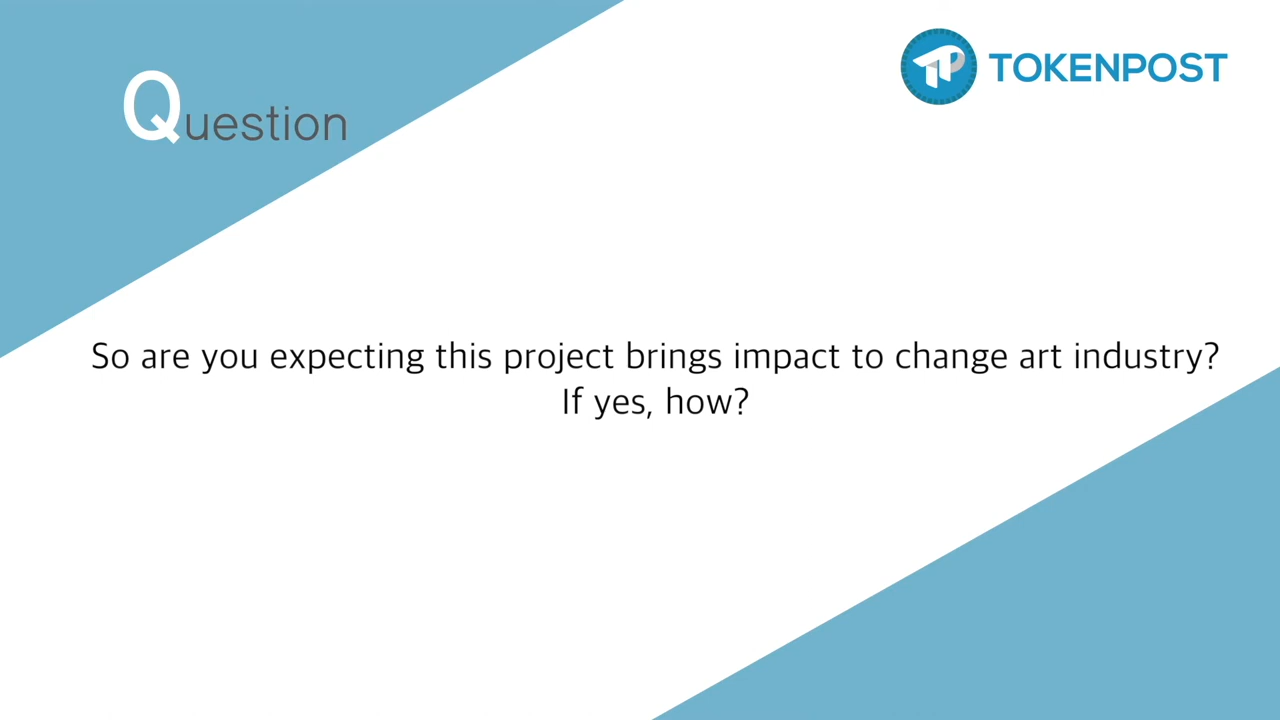 Question
TOKENPOST
So are you expecting this project brings impact to change art industry?
If yes, how?